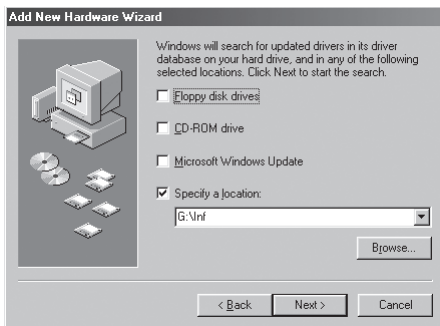 Add New Hardware Wizard
Windows will search for updated drivers in its driver
database on your hard drive, and in any of the following
selected locations. Click Next to start the search.
Floppy disk drives
CD-ROM drive
Microsoft Windows Update
Specify a location:
G:\Inf
Browse...
< Back
Next >
Cancel